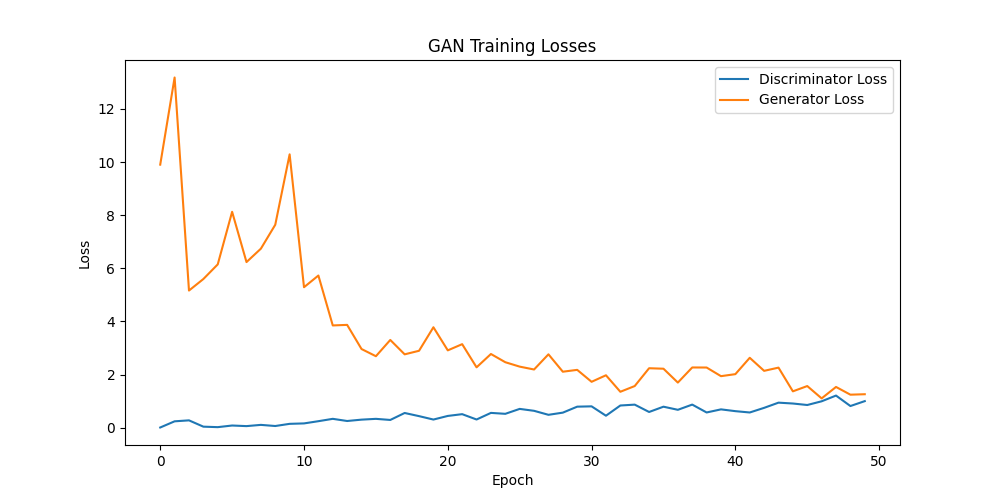 GAN Training Losses
Discriminator Loss
Generator Loss
Loss
12
10
8
6
4
2
0
0 10 20 30 40 50
Epoch